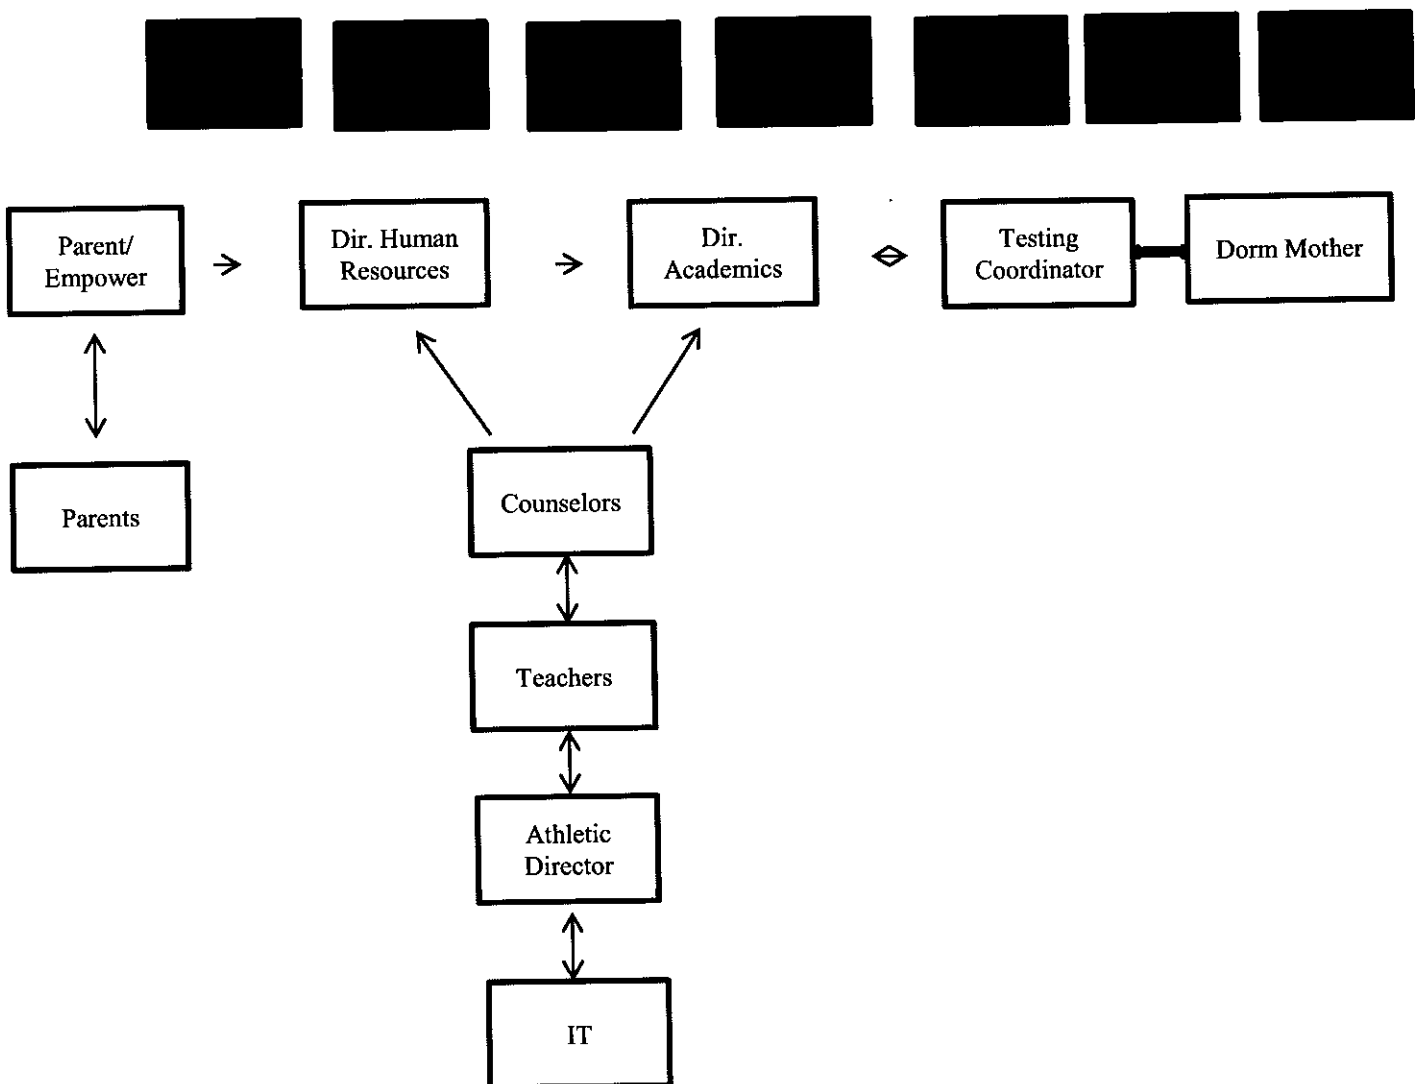 Parent/
Empower
Dir. Human
Resources
Dir.
Academics
Testing
Coordinator
Dorm Mother
Parents
Counselors
Teachers
Athletic
Director
IT